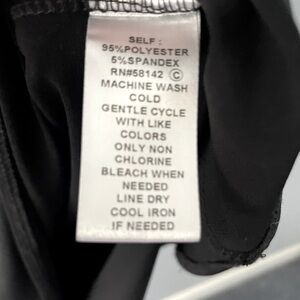 SELF:
95%POLYESTER
5%SPANDEX
RN#58142 Ⓒ
MACHINE WASH
COLD
GENTLE CYCLE
WITH LIKE
COLORS
ONLY NON
CHLORINE
BLEACH WHEN
NEEDED
LINE DRY
COOL IRON
IF NEEDED